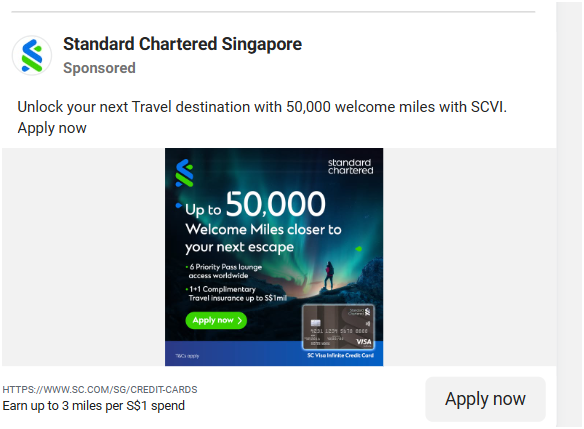 Standard Chartered Singapore
Sponsored
Unlock your next Travel destination with 50,000 welcome miles with SCVI.
Apply now
standard
chartered
Up to 50,000
Welcome Miles closer to
your next escape
• 6 Priority Pass lounge
access worldwide
• 1+1 Complimentary
Travel insurance up to S$1mil
Apply now
VISA
T&Cs apply
SC Visa Infinite Credit Card
HTTPS://WWW.SC.COM/SG/CREDIT-CARDS
Earn up to 3 miles per S$1 spend
Apply now